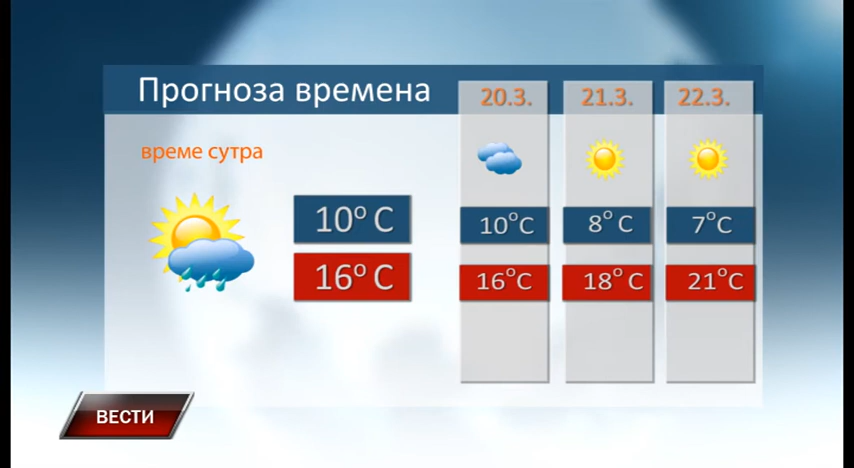 Прогноза времена
време сутра
10° C
16° C
20.3. 21.3. 22.3.
10°C 8°C 7°C
16°C 18°C 21°C
ВЕСТИ